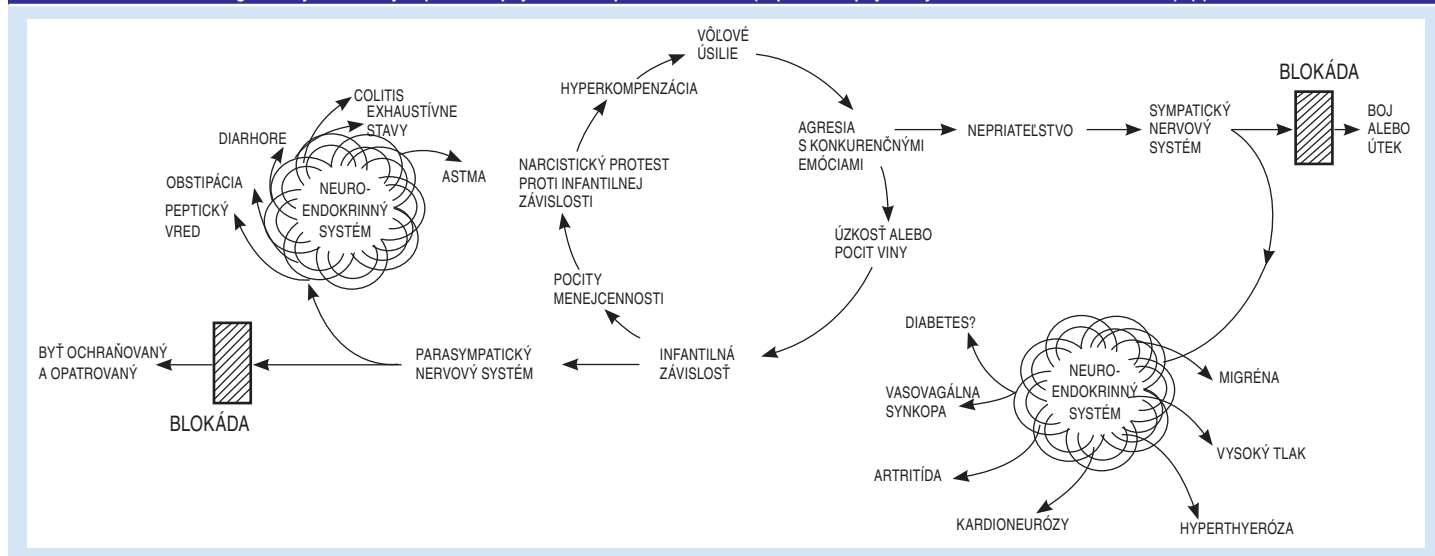 VÔĽOVÉ
ÚSILIE
HYPERKOMPENZÁCIA
NARCISTICKÝ PROTEST
PROTI INFANTILNEJ
ZÁVISLOSTI
POCITY
MENEJCENNOSTI
INFANTILNÁ
ZÁVISLOSŤ
ÚZKOSŤ ALEBO
POCIT VINY
AGRESIA
S KONKURENČNÝMI
EMÓCIAMI
NEPRIATEĽSTVO
SYMPATICKÝ
NERVOVÝ
SYSTÉM
BLOKÁDA
BOJ
ALEBO
ÚTEK
COLITIS
EXHAUSTÍVNE
STAVY
DIARHORE
ASTMA
OBSTIPÁCIA
PEPTICKÝ
VRED
NEURO-
ENDOKRINNÝ
SYSTÉM
BYŤ OCHRAŇOVANÝ
A OPATROVANÝ
BLOKÁDA
PARASYMPATICKÝ
NERVOVÝ SYSTÉM
DIABETES?
VASOVAGÁLNA
SYNKOPA
ARTRITÍDA
KARDIONEURÓZY
NEURO-
ENDOKRINNÝ
SYSTÉM
MIGRÉNA
VYSOKÝ TLAK
HYPERTHYERÓZA